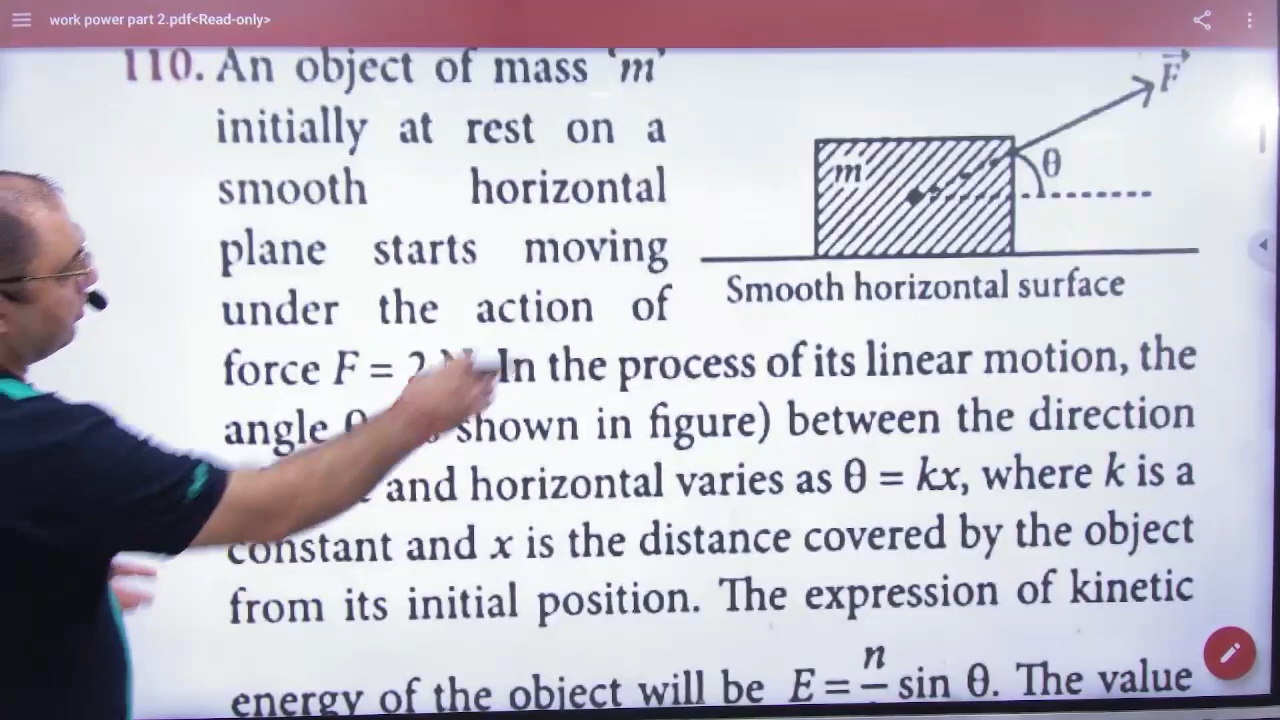 work power part 2.pdf<Read-only>
110. An object of mass ‘m’
initially at rest on a
smooth horizontal
plane starts moving
under the action of
force F = 2 In the process of its linear motion, the
angle shown in figure) between the direction
and horizontal varies as θ = kx, where k is a
constant and x is the distance covered by the object
from its initial position. The expression of kinetic
energy of the object will be E = n sin θ. The value
F
θ
m
Smooth horizontal surface